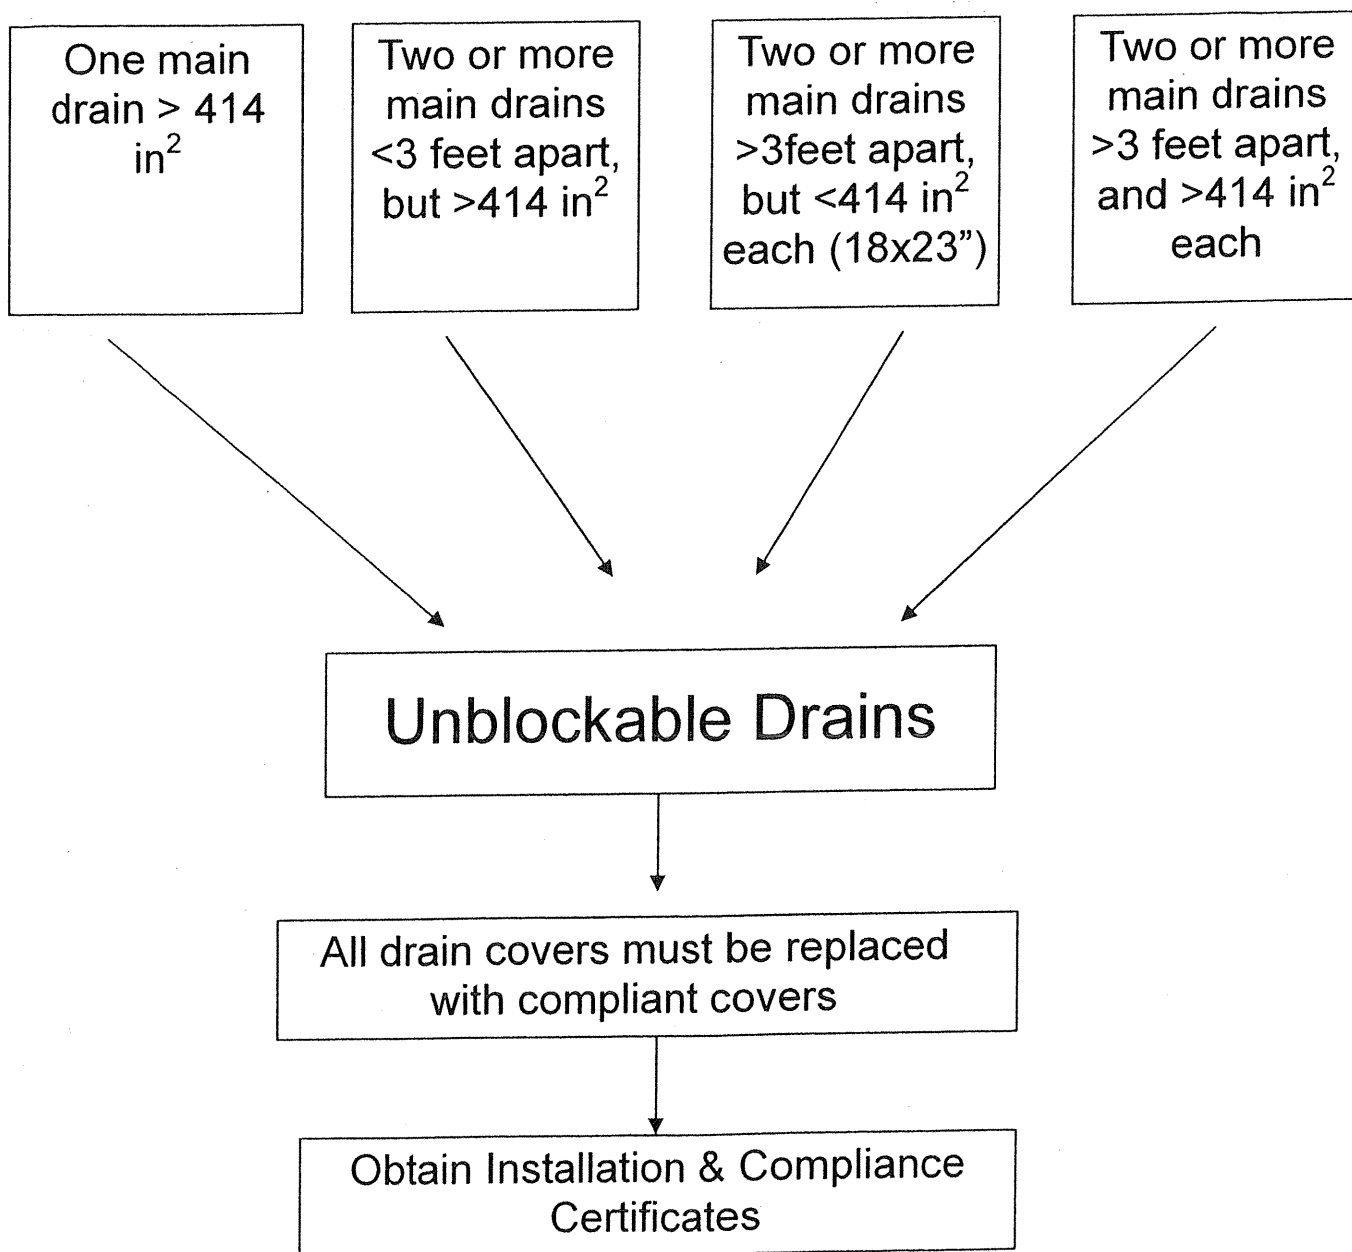 One main
drain > 414
in²
Two or more
main drains
<3 feet apart,
but >414 in²
Two or more
main drains
>3feet apart,
but <414 in²
each (18x23”)
Two or more
main drains
>3 feet apart,
and >414 in²
each
Unblockable Drains
All drain covers must be replaced
with compliant covers
Obtain Installation & Compliance
Certificates